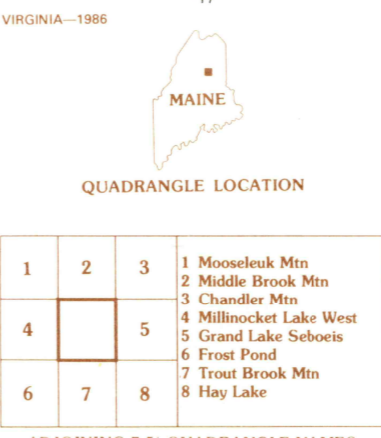 VIRGINIA—1986
MAINE
QUADRANGLE LOCATION
1 2 3
4 5
6 7 8
1 Mooseleuk Mtn
2 Middle Brook Mtn
3 Chandler Mtn
4 Millinocket Lake West
5 Grand Lake Seboeis
6 Frost Pond
7 Trout Brook Mtn
8 Hay Lake